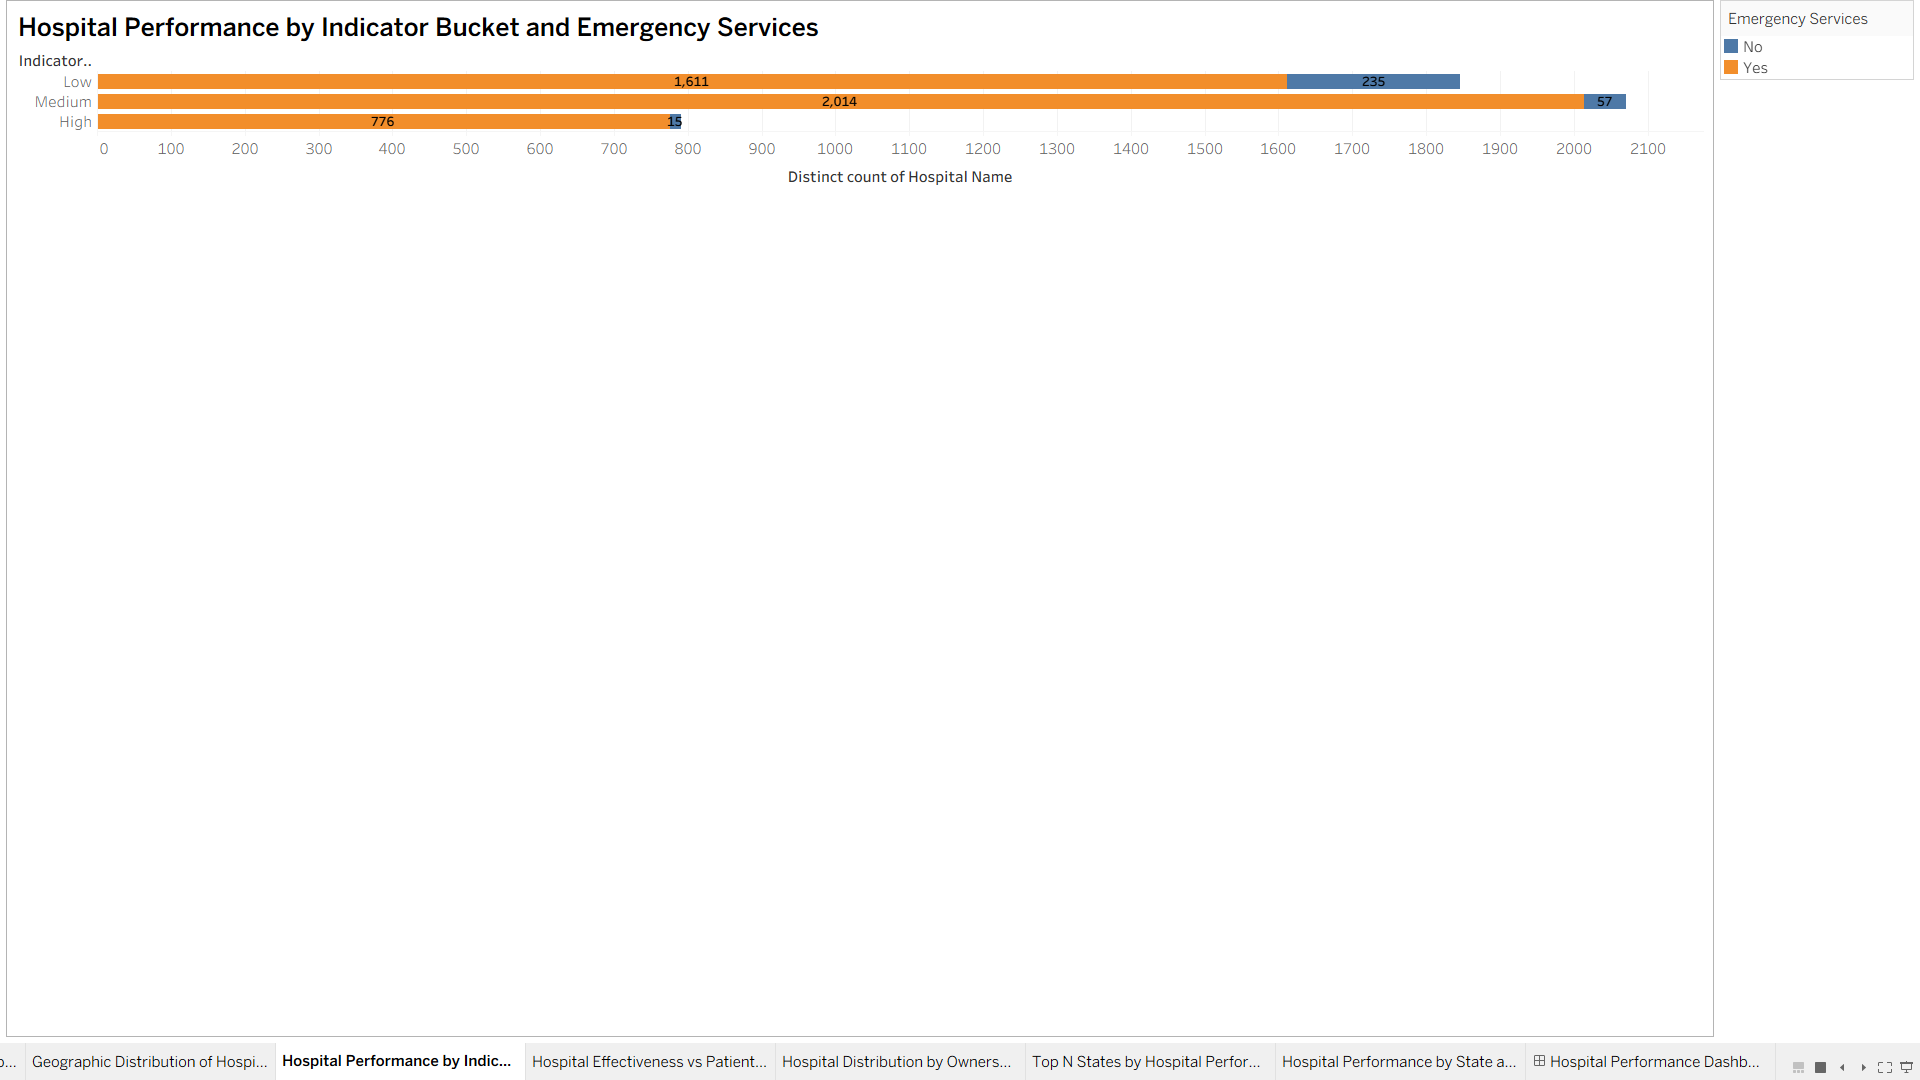 Hospital Performance by Indicator Bucket and Emergency Services
Indicator..
Low 1,611 235
Medium 2,014 57
High 776 15
0 100 200 300 400 500 600 700 800 900 1000 1100 1200 1300 1400 1500 1600 1700 1800 1900 2000 2100
Distinct count of Hospital Name
Emergency Services
No
Yes
o... Geographic Distribution of Hospi... Hospital Performance by Indic... Hospital Effectiveness vs Patient... Hospital Distribution by Owners... Top N States by Hospital Perfor... Hospital Performance by State a... Hospital Performance Dashb...